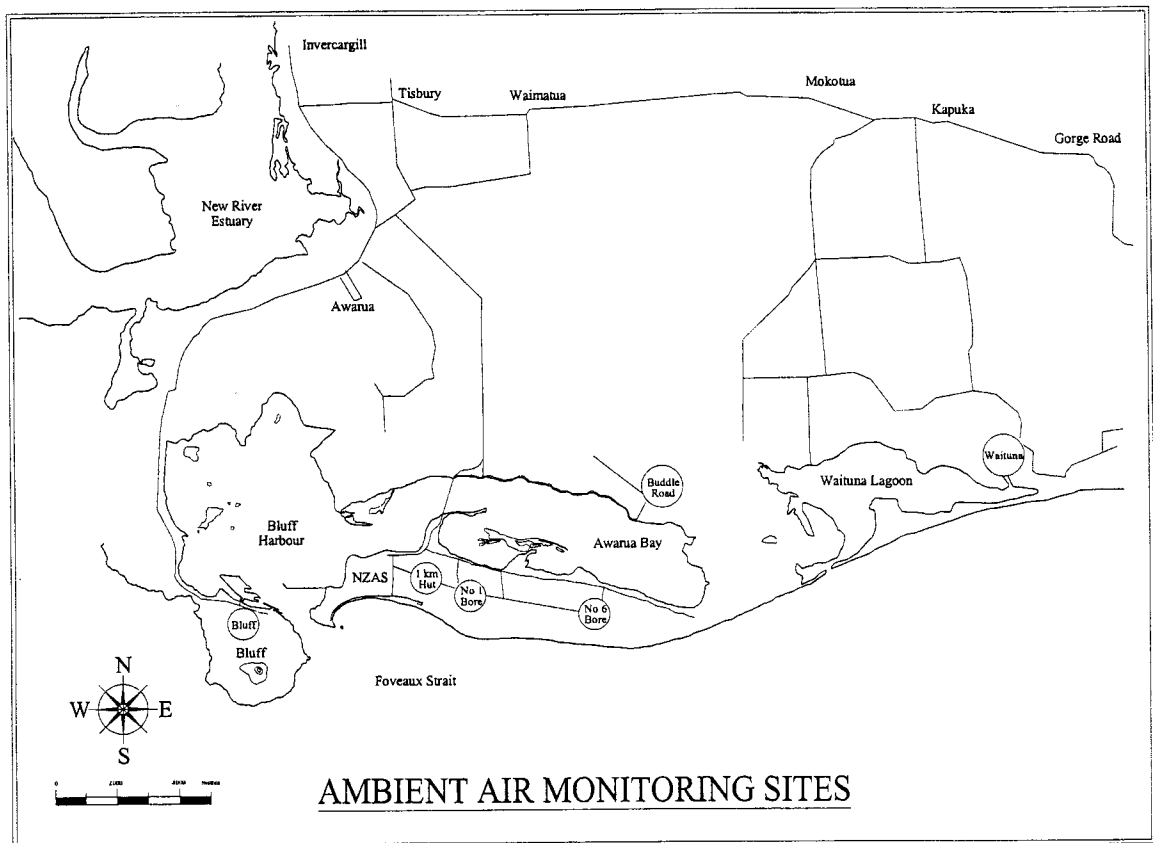 Invercargill
Tisbury
Waimatua
Mokotua
Kapuka
Gorge Road
New River
Estuary
Awarua
Buddle
Road
Waituna
Waituna Lagoon
Bluff
Harbour
Awarua Bay
NZAS
1 km
Hut
No 1
Bore
No 6
Bore
Bluff
Bluff
Foveaux Strait
N
W E
S
0
AMBIENT AIR MONITORING SITES